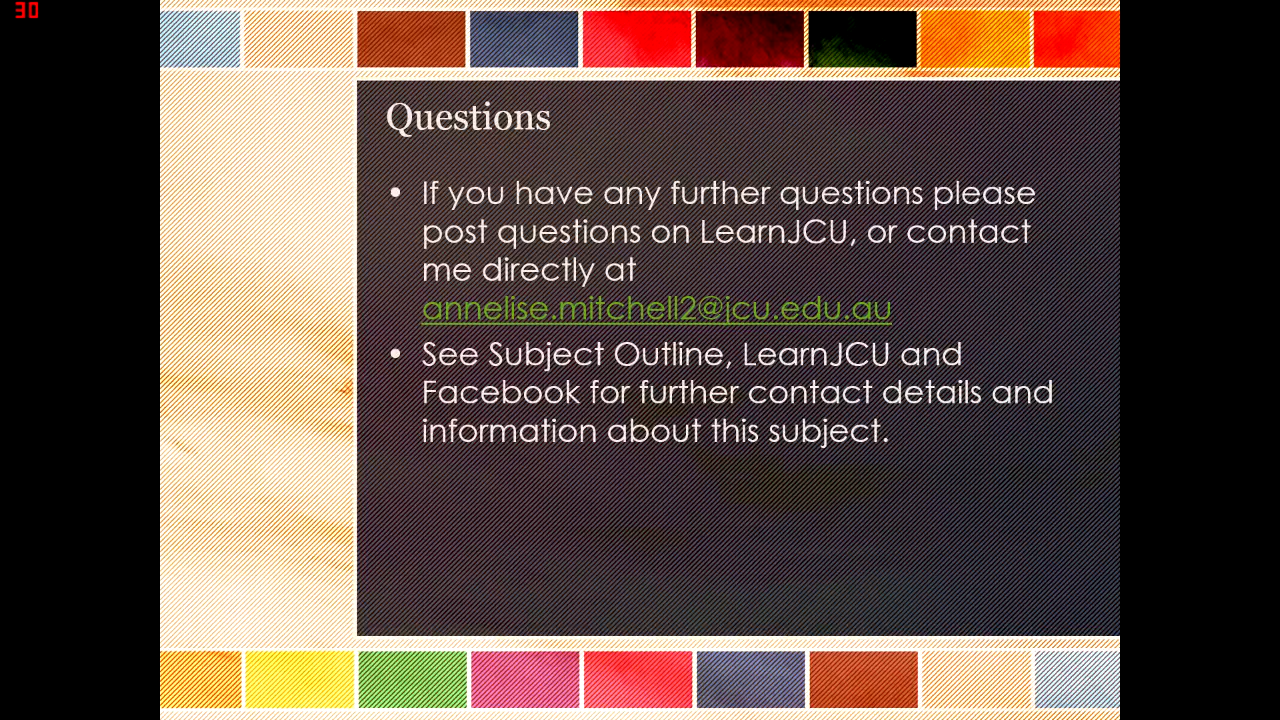 30
Questions
• If you have any further questions please
post questions on LearnJCU, or contact
me directly at
annelise.mitchell2@jcu.edu.au
• See Subject Outline, LearnJCU and
Facebook for further contact details and
information about this subject.